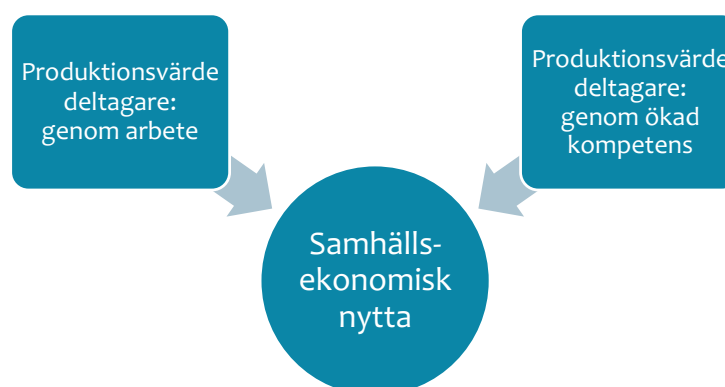 Produktionsvärde
deltagare:
genom arbete
Produktionsvärde
deltagare:
genom ökad
kompetens
Samhälls-
ekonomisk
nytta